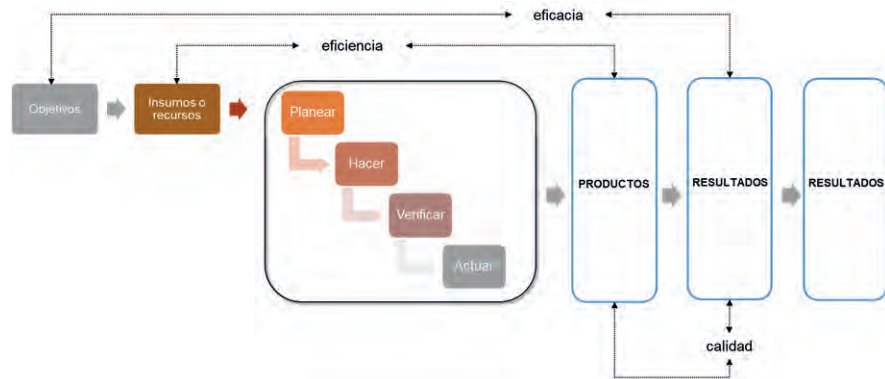 eficacia
eficiencia
Objetivos
Insumos o
recursos
Planear
Hacer
Verificar
Actuar
PRODUCTOS
RESULTADOS
RESULTADOS
calidad